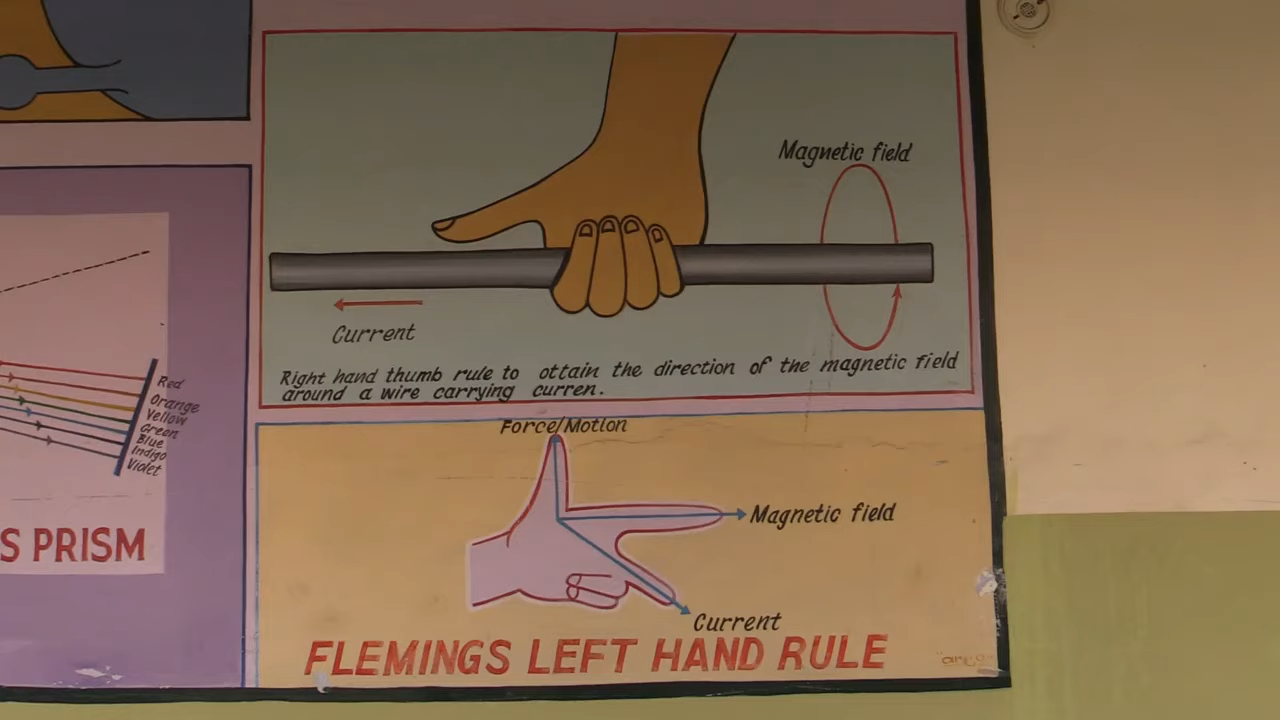 Magnetic field
Current
Right hand thumb rule to ottain the direction of the magnetic field
around a wire carrying curren.
Red
Orange
Yellow
Green
Blue
Indigo
Violet
S PRISM
Force/Motion
Magnetic field
Current
FLEMINGS LEFT HAND RULE